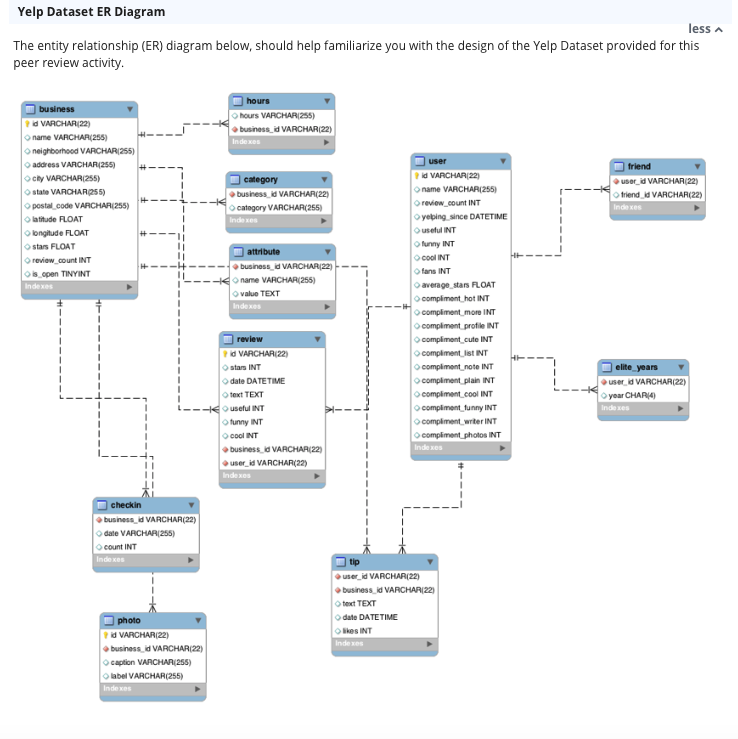 Yelp Dataset ER Diagram
less
The entity relationship (ER) diagram below, should help familiarize you with the design of the Yelp Dataset provided for this
peer review activity.
business
id VARCHAR(22)
name VARCHAR(255)
neighborhood VARCHAR(255)
address VARCHAR(255)
city VARCHAR(255)
state VARCHAR(255)
postal_code VARCHAR(255)
latitude FLOAT
longitude FLOAT
stars FLOAT
review_count INT
is_open TINYINT
Indexes
hours
hours VARCHAR(255)
business_id VARCHAR(22)
Indexes
category
business_id VARCHAR(22)
category VARCHAR(255)
Indexes
attribute
business_id VARCHAR(22)
name VARCHAR(255)
value TEXT
Indexes
review
id VARCHAR(22)
stars INT
date DATETIME
text TEXT
useful INT
funny INT
cool INT
business_id VARCHAR(22)
user_id VARCHAR(22)
Indexes
user
id VARCHAR(22)
name VARCHAR(255)
review_count INT
yelping_since DATETIME
useful INT
funny INT
cool INT
fans INT
average_stars FLOAT
compliment_hot INT
compliment_more INT
compliment_profile INT
compliment_cute INT
compliment_list INT
compliment_note INT
compliment_plain INT
compliment_cool INT
compliment_funny INT
compliment_writer INT
compliment_photos INT
Indexes
friend
user_id VARCHAR(22)
friend_id VARCHAR(22)
Indexes
elite_years
user_id VARCHAR(22)
year CHAR(4)
Indexes
checkin
business_id VARCHAR(22)
date VARCHAR(255)
count INT
Indexes
tip
user_id VARCHAR(22)
business_id VARCHAR(22)
text TEXT
date DATETIME
likes INT
Indexes
photo
id VARCHAR(22)
business_id VARCHAR(22)
caption VARCHAR(255)
label VARCHAR(255)
Indexes